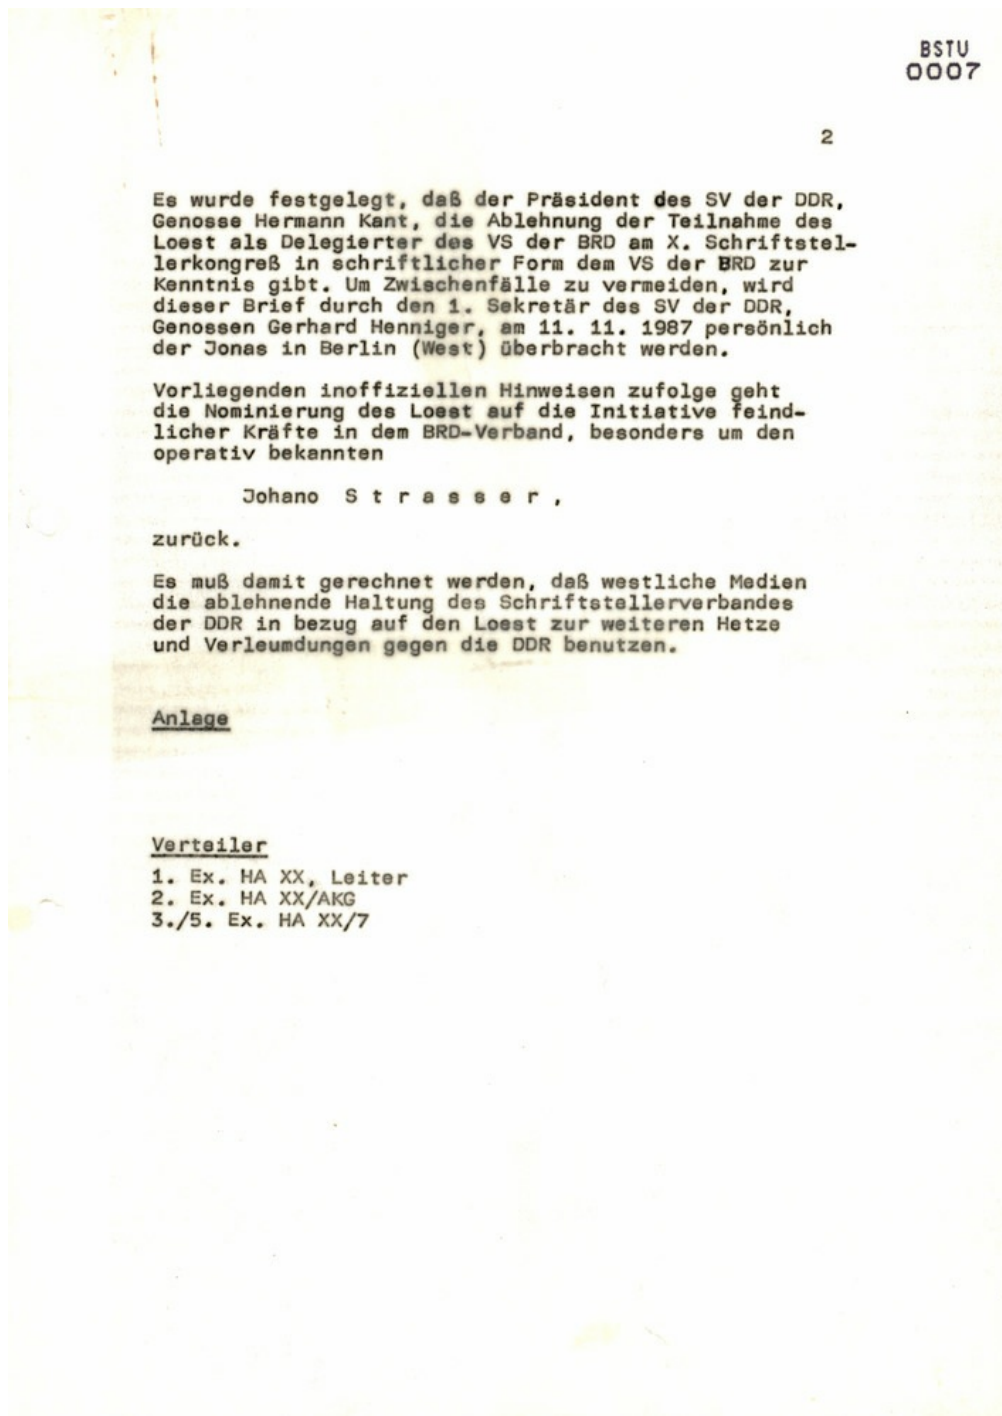 BSTU
0007
2
Es wurde festgelegt, daß der Präsident des SV der DDR,
Genosse Hermann Kant, die Ablehnung der Teilnahme des
Loest als Delegierter des VS der BRD am X. Schriftstel-
lerkongreß in schriftlicher Form dem VS der BRD zur
Kenntnis gibt. Um Zwischenfälle zu vermeiden, wird
dieser Brief durch den 1. Sekretär des SV der DDR,
Genossen Gerhard Henniger, am 11. 11. 1987 persönlich
der Jonas in Berlin (West) überbracht werden.
Vorliegenden inoffiziellen Hinweisen zufolge geht
die Nominierung des Loest auf die Initiative feind-
licher Kräfte in dem BRD-Verband, besonders um den
operativ bekannten
Johano S t r a s s e r ,
zurück.
Es muß damit gerechnet werden, daß westliche Medien
die ablehnende Haltung des Schriftstellerverbandes
der DDR in bezug auf den Loest zur weiteren Hetze
und Verleumdungen gegen die DDR benutzen.
Anlage
Verteiler
1. Ex. HA XX, Leiter
2. Ex. HA XX/AKG
3./5. Ex. HA XX/7